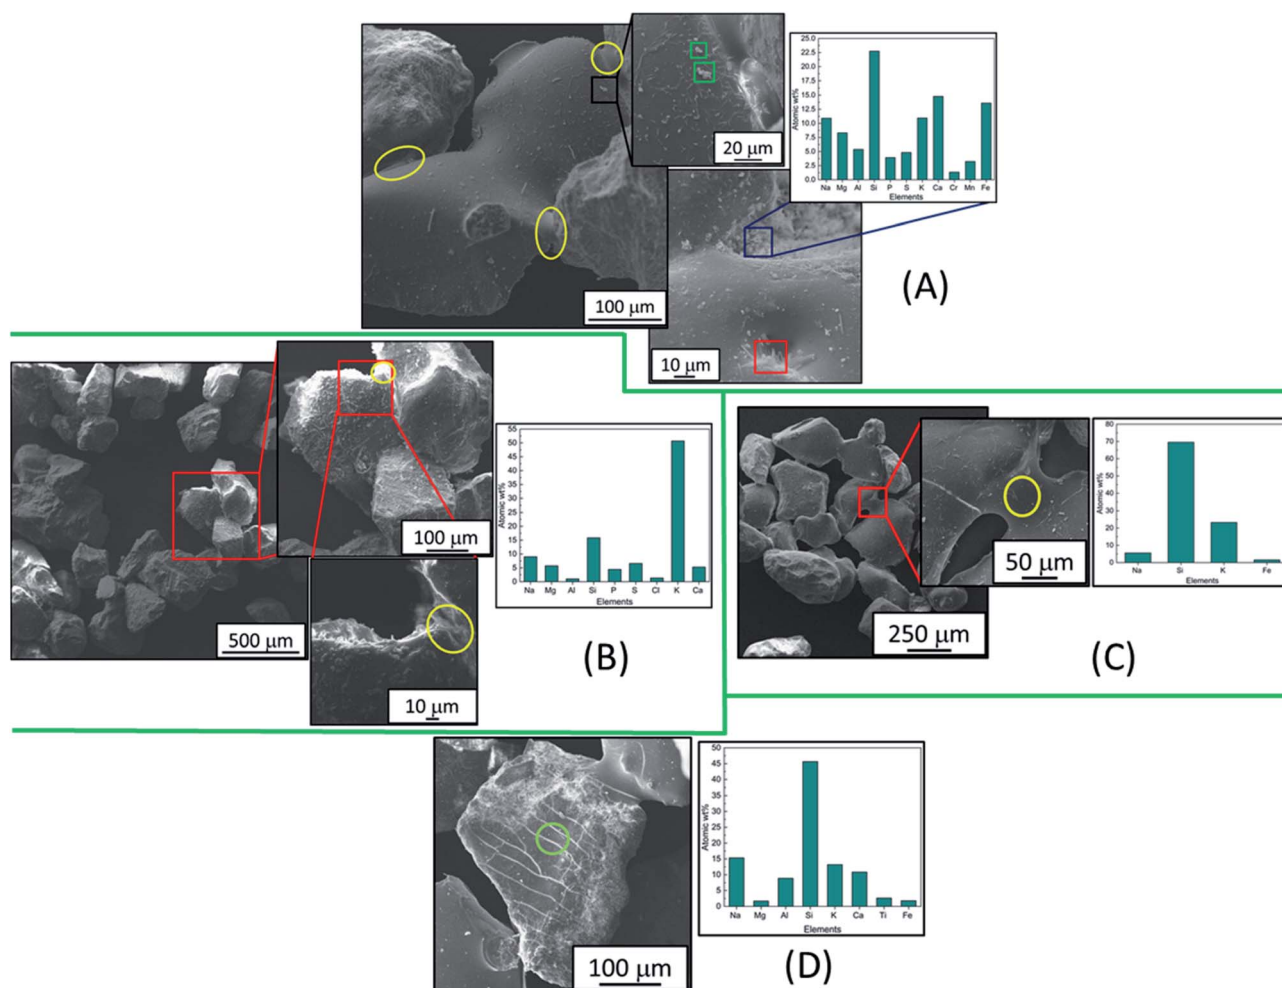 20 μm
100 μm
10 μm
Atomic wt%
25.0
22.5
20.0
17.5
15.0
12.5
10.0
7.5
5.0
2.5
0.0
Na Mg Al Si P S K Ca Cr Mn Fe
Elements
(A)
500 μm
100 μm
10 μm
Atomic wt%
55
50
45
40
35
30
25
20
15
10
5
0
Na Mg Al Si P S Cl K Ca
Elements
(B)
250 μm
50 μm
Atomic wt%
80
70
60
50
40
30
20
10
0
Na Si K Fe
Elements
(C)
100 μm
Atomic wt%
50
45
40
35
30
25
20
15
10
5
0
Na Mg Al Si K Ca Ti Fe
Elements
(D)